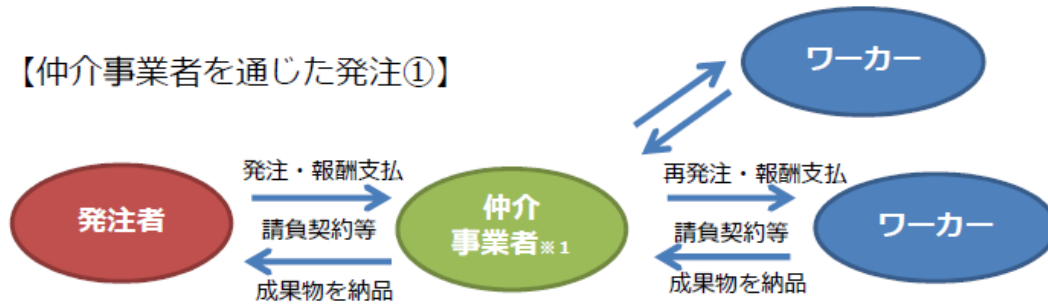 ワーカー
【仲介事業者を通じた発注①】
発注・報酬支払
再発注・報酬支払
発注者
仲介
事業者※1
ワーカー
請負契約等
請負契約等
成果物を納品
成果物を納品